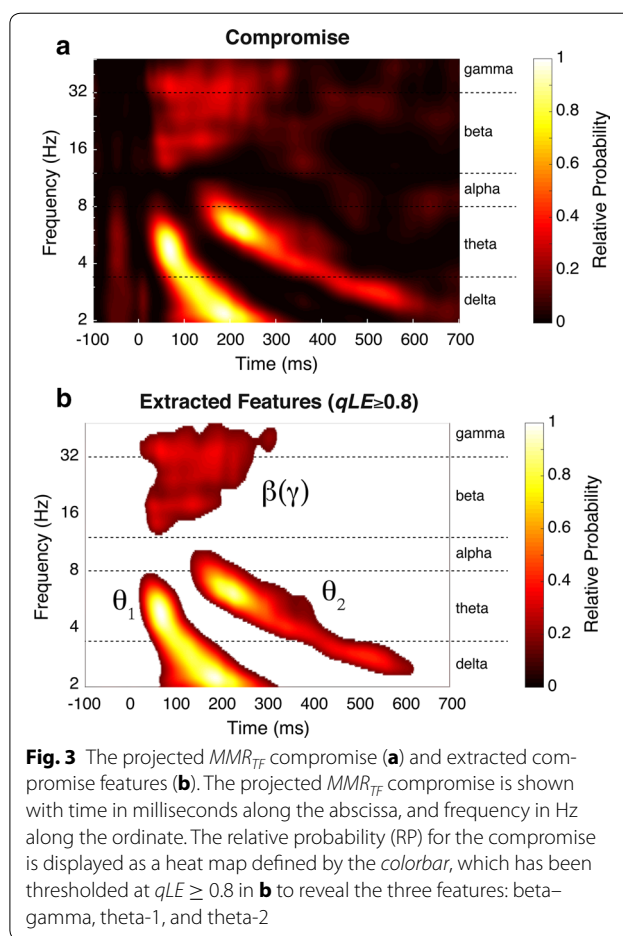 a
Compromise
Frequency (Hz)
32
16
8
4
2
gamma
beta
alpha
theta
delta
-100 0 100 200 300 400 500 600 700
Time (ms)
1
0.8
0.6
0.4
0.2
0
Relative Probability
b
Extracted Features (qLE≥0.8)
Frequency (Hz)
32
16
8
4
2
β(γ)
θ1
θ2
gamma
beta
alpha
theta
delta
-100 0 100 200 300 400 500 600 700
Time (ms)
1
0.8
0.6
0.4
0.2
0
Relative Probability
Fig. 3 The projected MMRTF compromise (a) and extracted com-
promise features (b). The projected MMRTF compromise is shown
with time in milliseconds along the abscissa, and frequency in Hz
along the ordinate. The relative probability (RP) for the compromise
is displayed as a heat map defined by the colorbar, which has been
thresholded at qLE ≥ 0.8 in b to reveal the three features: beta–
gamma, theta-1, and theta-2